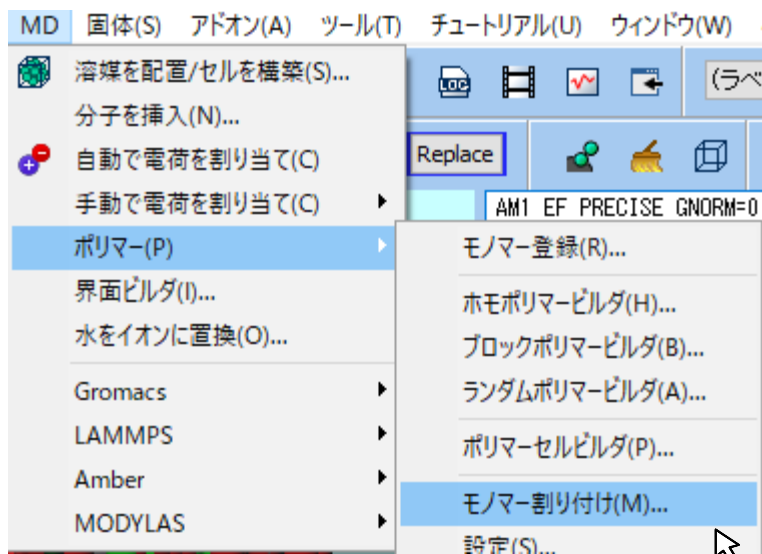 MD 固体(S) アドオン(A) ツール(T) チュートリアル(U) ウィンドウ(W)
溶媒を配置/セルを構築(S)...
LOG
(ラベ
分子を挿入(N)...
自動で電荷を割り当て(C)
Replace
手動で電荷を割り当て(C)
AM1 EF PRECISE GNORM=0
ポリマー(P)
モノマー登録(R)...
界面ビルダ(I)...
ホモポリマービルダ(H)...
水をイオンに置換(O)...
ブロックポリマービルダ(B)...
Gromacs
ランダムポリマービルダ(A)...
LAMMPS
ポリマーセルビルダ(P)...
Amber
モノマー割り付け(M)...
MODYLAS
設定(S)...